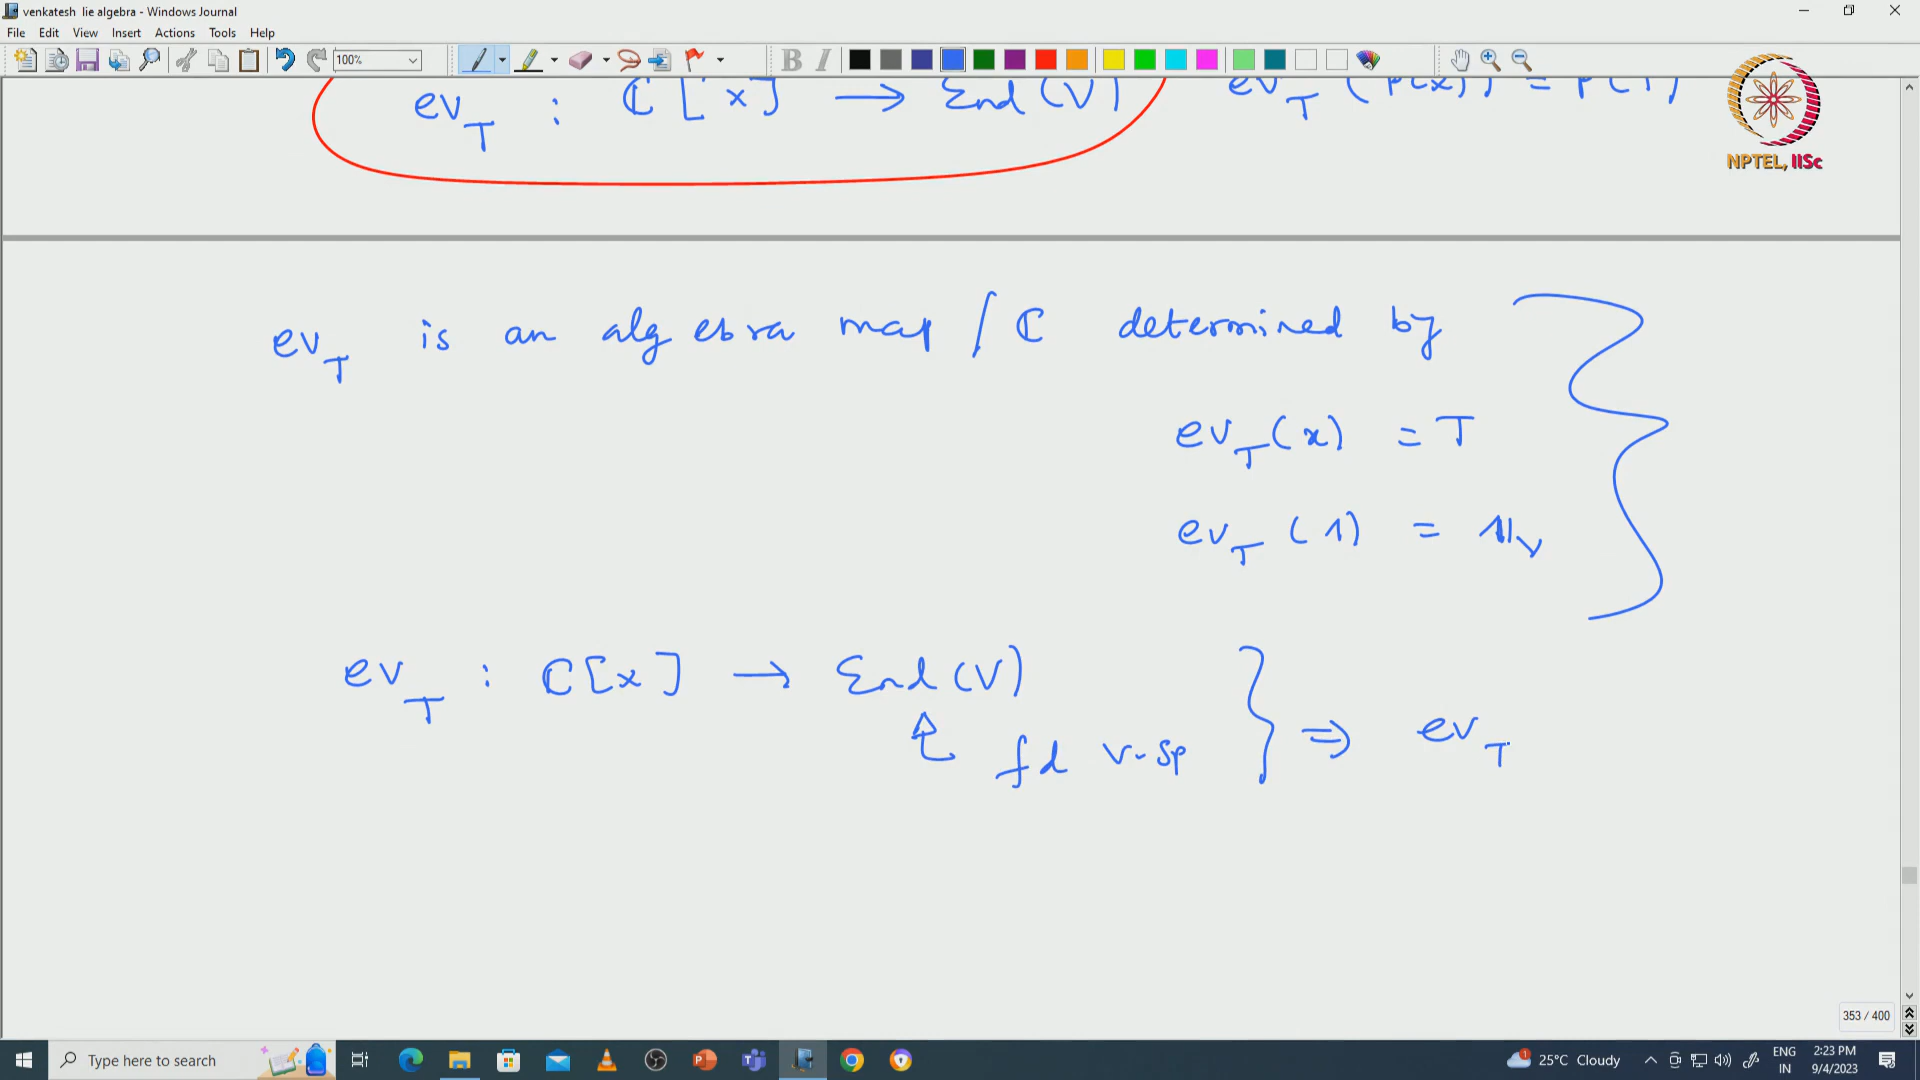 venkatesh lie algebra - Windows Journal
File Edit View Insert Actions Tools Help
100%
B I
ev_T : ℂ[x] → End(V) ev_T(p(x)) = p(T)
NPTEL, IISc
ev_T is an algebra map / ℂ determined by
ev_T(x) = T
ev_T(1) = 𝟙_V
ev_T : ℂ[x] → End(V)
fd v-sp } ⇒ ev_T
353 / 400
Type here to search
25°C Cloudy
ENG
IN
2:23 PM
9/4/2023